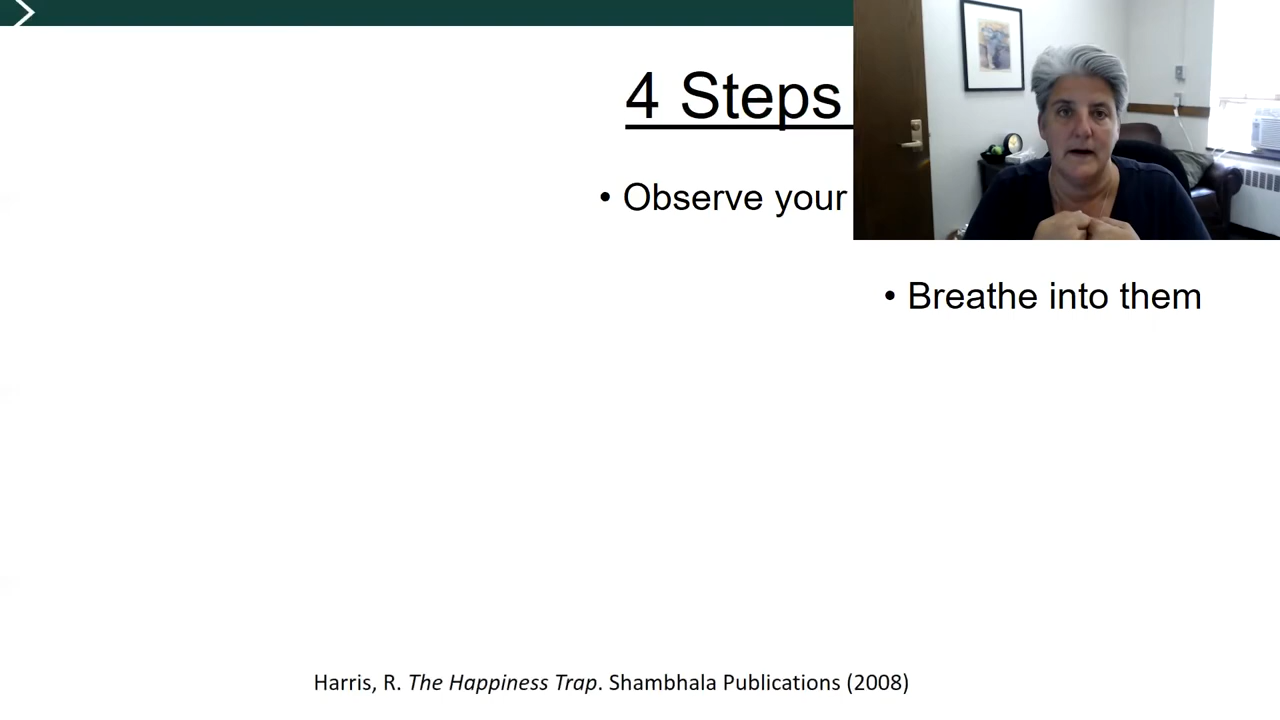 4 Steps
• Observe your
• Breathe into them
Harris, R. The Happiness Trap. Shambhala Publications (2008)